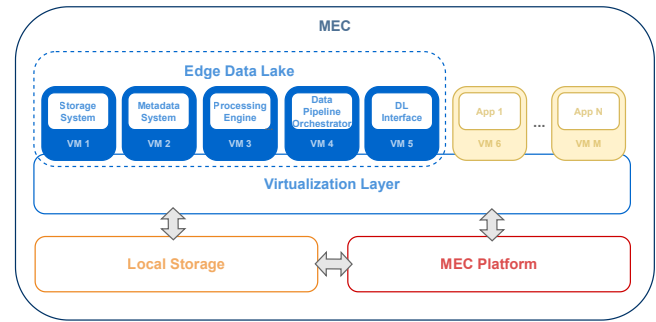 MEC
Edge Data Lake
Storage
System
VM 1
Metadata
System
VM 2
Processing
Engine
VM 3
Data
Pipeline
Orchestrator
VM 4
DL
Interface
VM 5
App 1
VM 6
...
App N
VM M
Virtualization Layer
Local Storage
MEC Platform